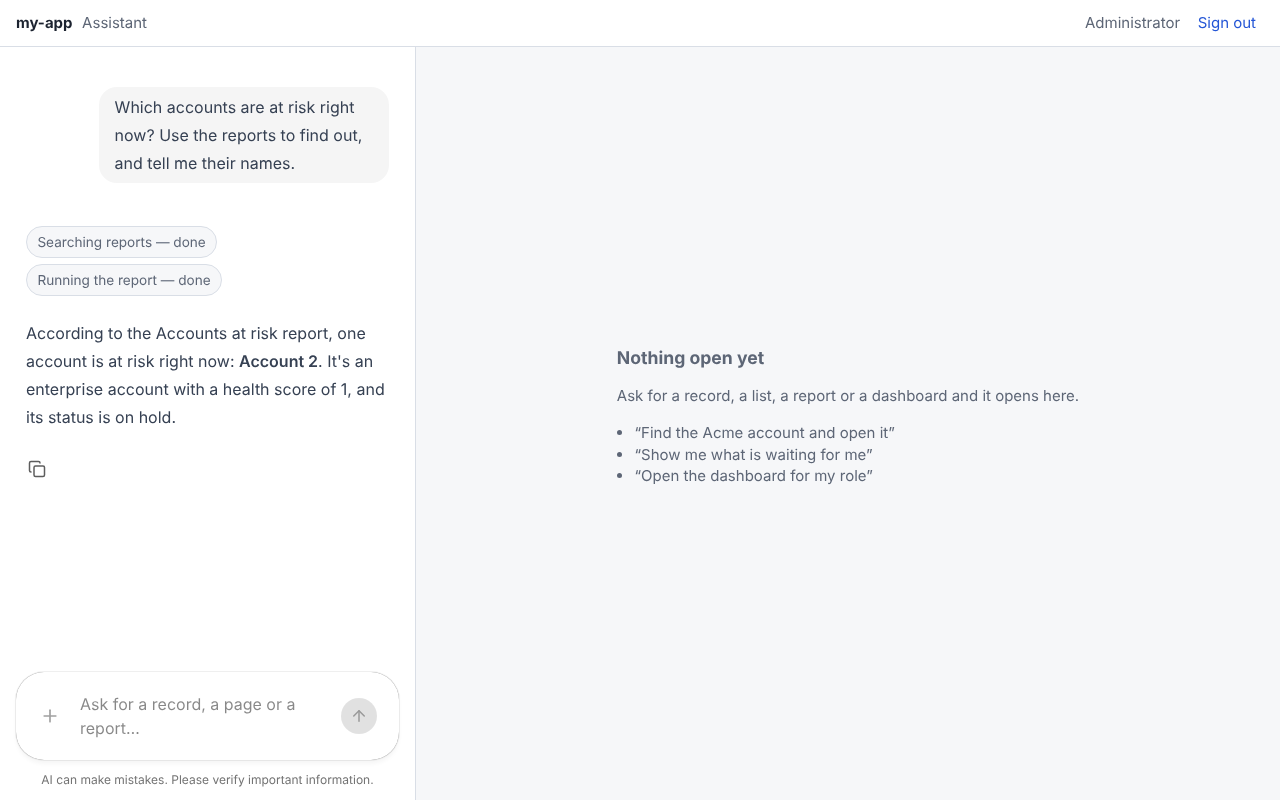 my-app Assistant
Administrator Sign out
Which accounts are at risk right
now? Use the reports to find out,
and tell me their names.
Searching reports — done
Running the report — done
According to the Accounts at risk report, one
account is at risk right now: Account 2. It's an
enterprise account with a health score of 1, and
its status is on hold.
Ask for a record, a page or a
report...
AI can make mistakes. Please verify important information.
Nothing open yet
Ask for a record, a list, a report or a dashboard and it opens here.
• “Find the Acme account and open it”
• “Show me what is waiting for me”
• “Open the dashboard for my role”